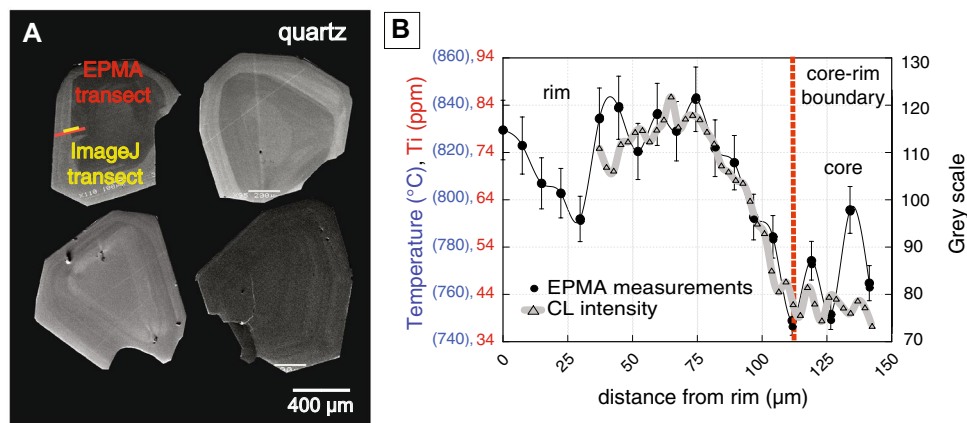 A
quartz
EPMA
transect
ImageJ
transect
400 µm
B
(860), 94
(840), 84
(820), 74
(800), 64
(780), 54
(760), 44
(740), 34
Temperature (°C), Ti (ppm)
rim
core-rim
boundary
core
EPMA measurements
CL intensity
130
120
110
100
90
80
70
Grey scale
0
25
50
75
100
125
150
distance from rim (µm)